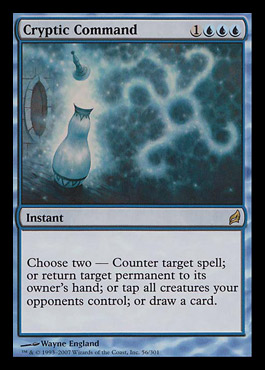 Cryptic Command 1
Instant
Choose two — Counter target spell;
or return target permanent to its
owner's hand; or tap all creatures your
opponents control; or draw a card.
Wayne England
™ & © 1993–2007 Wizards of the Coast, Inc. 56/301